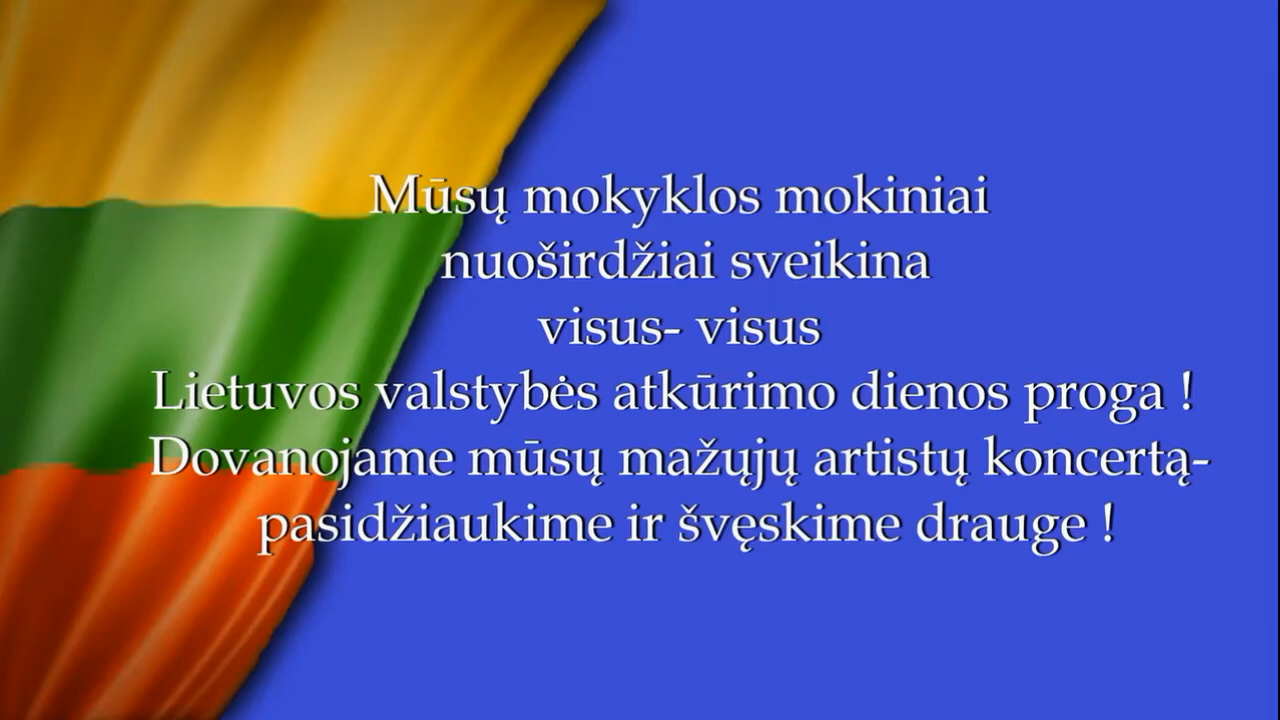 Mūsų mokyklos mokiniai
nuoširdžiai sveikina
visus- visus
Lietuvos valstybės atkūrimo dienos proga !
Dovanojame mūsų mažųjų artistų koncertą-
pasidžiaukime ir švęskime drauge !